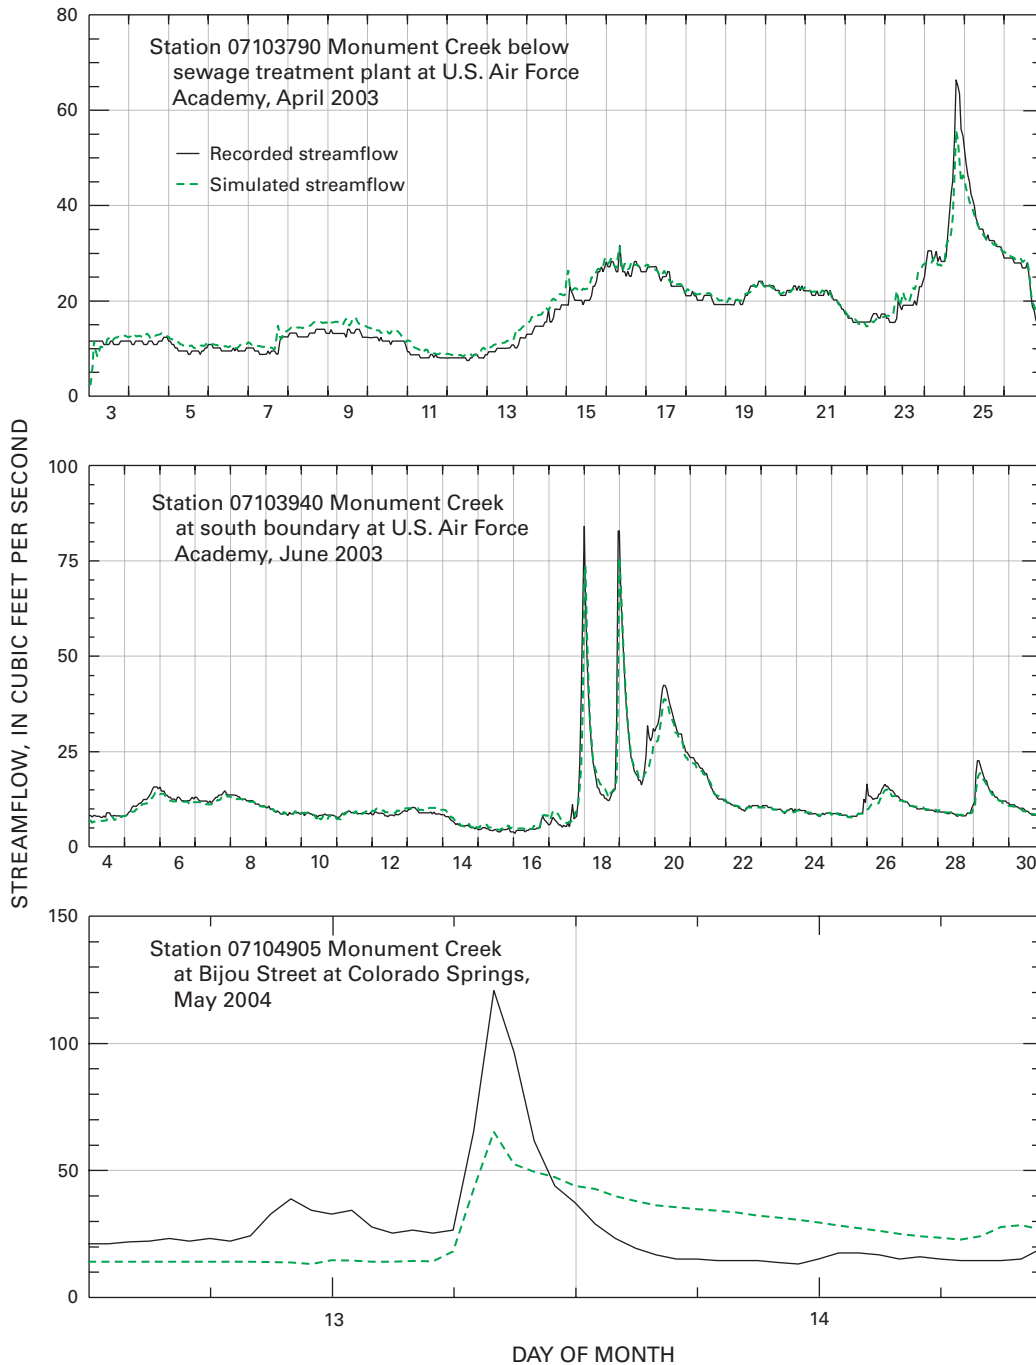 80
Station 07103790 Monument Creek below
sewage treatment plant at U.S. Air Force
Academy, April 2003
60
Recorded streamflow
Simulated streamflow
40
20
0
3 5 7 9 11 13 15 17 19 21 23 25
STREAMFLOW, IN CUBIC FEET PER SECOND
100
Station 07103940 Monument Creek
at south boundary at U.S. Air Force
Academy, June 2003
75
50
25
0
4 6 8 10 12 14 16 18 20 22 24 26 28 30
150
Station 07104905 Monument Creek
at Bijou Street at Colorado Springs,
May 2004
100
50
0
13 14
DAY OF MONTH